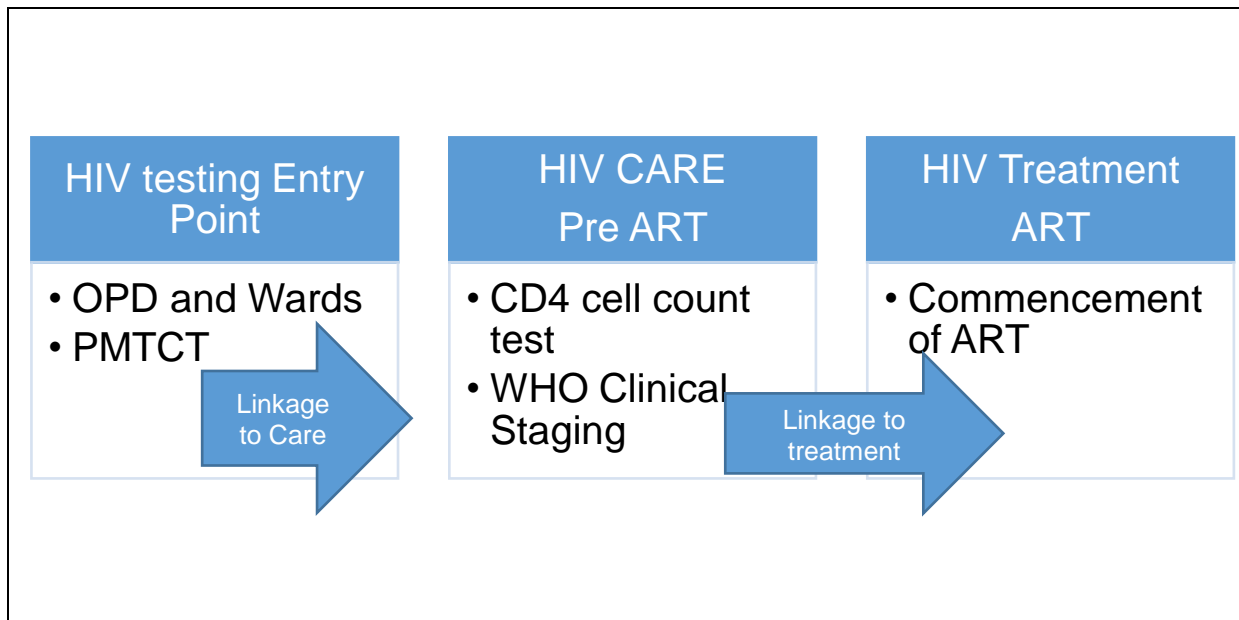 HIV testing Entry
Point
• OPD and Wards
• PMTCT
Linkage
to Care
HIV CARE
Pre ART
• CD4 cell count
test
• WHO Clinical
Staging
Linkage to
treatment
HIV Treatment
ART
• Commencement
of ART